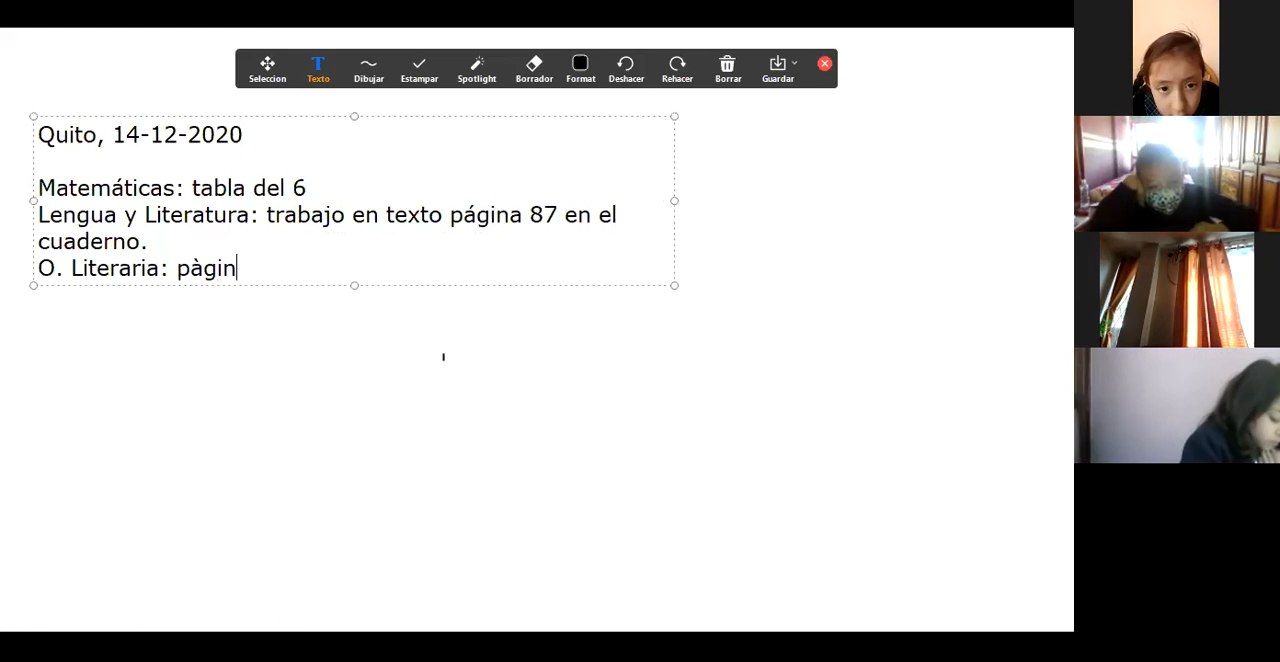 Seleccion Texto Dibujar Estampar Spotlight Borrador Format Deshacer Rehacer Borrar Guardar
Quito, 14-12-2020
Matemáticas: tabla del 6
Lengua y Literatura: trabajo en texto página 87 en el
cuaderno.
O. Literaria: pàgin